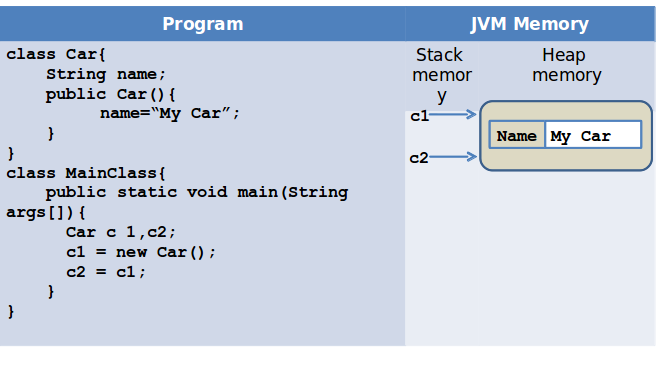 Program
JVM Memory
class Car{
String name;
public Car(){
name=“My Car”;
}
}
class MainClass{
public static void main(String
args[]){
Car c 1,c2;
c1 = new Car();
c2 = c1;
}
}
Stack
memor
y
Heap
memory
c1
Name My Car
c2